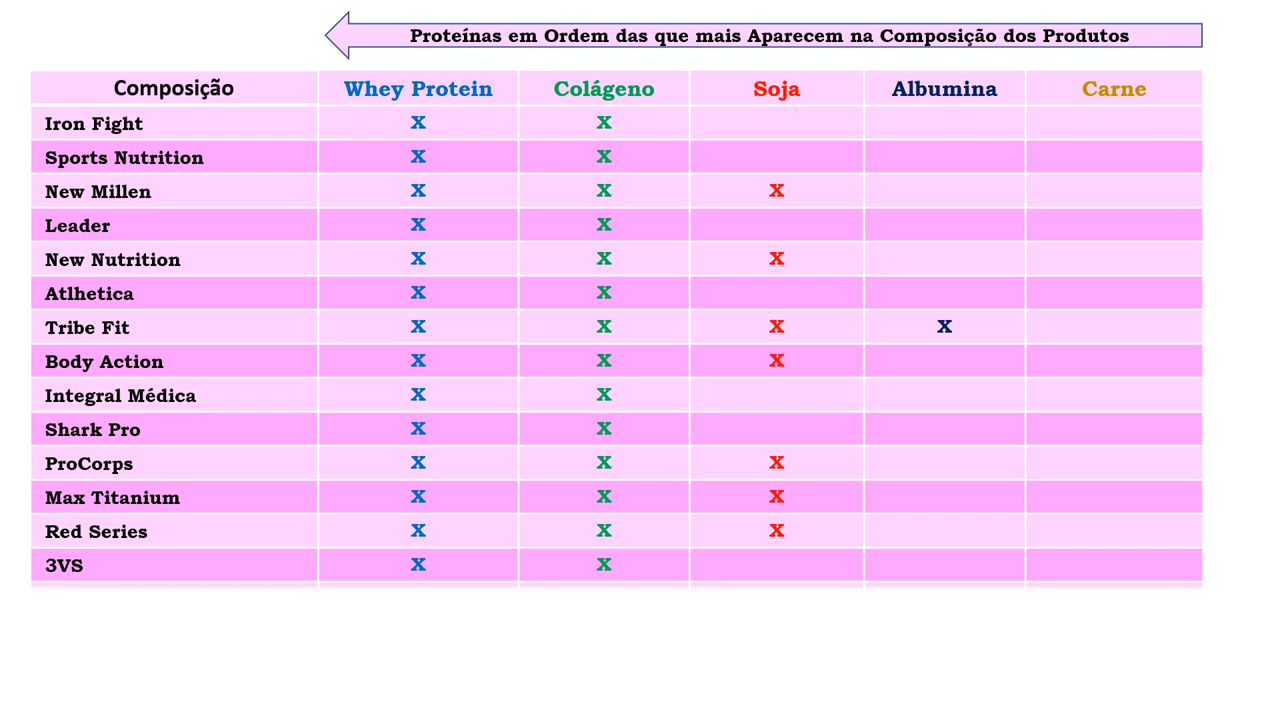 Proteínas em Ordem das que mais Aparecem na Composição dos Produtos
Composição Whey Protein Colágeno Soja Albumina Carne
Iron Fight X X
Sports Nutrition X X
New Millen X X X
Leader X X
New Nutrition X X X
Atlhetica X X
Tribe Fit X X X X
Body Action X X X
Integral Médica X X
Shark Pro X X
ProCorps X X X
Max Titanium X X X
Red Series X X X
3VS X X